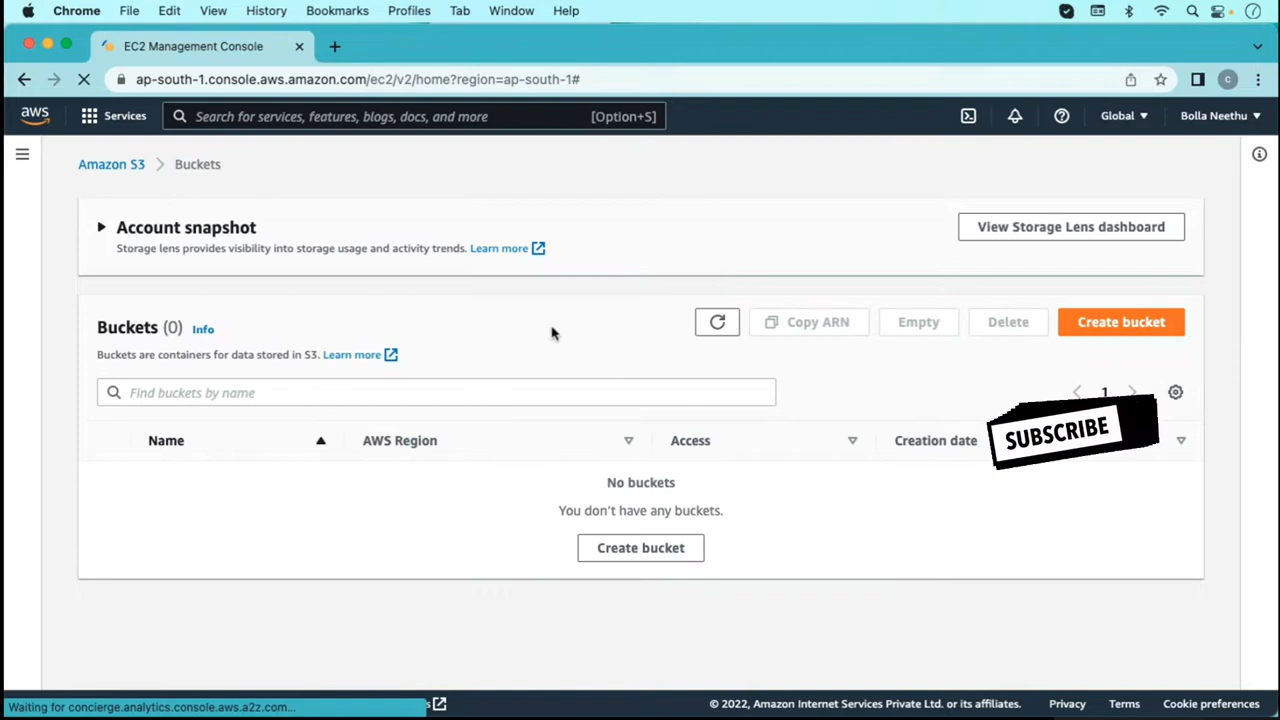 Chrome File Edit View History Bookmarks Profiles Tab Window Help
EC2 Management Console
ap-south-1.console.aws.amazon.com/ec2/v2/home?region=ap-south-1#
C
aws Services Search for services, features, blogs, docs, and more [Option+S] Global Bolla Neethu
Amazon S3 Buckets
Account snapshot
View Storage Lens dashboard
Storage lens provides visibility into storage usage and activity trends. Learn more
Buckets (0) Info
Copy ARN Empty Delete Create bucket
Buckets are containers for data stored in S3. Learn more
Find buckets by name
1
SUBSCRIBE
Name AWS Region Access Creation date
No buckets
You don't have any buckets.
Create bucket
Waiting for concierge.analytics.console.aws.a2z.com...
© 2022, Amazon Internet Services Private Ltd. or its affiliates. Privacy Terms Cookie preferences